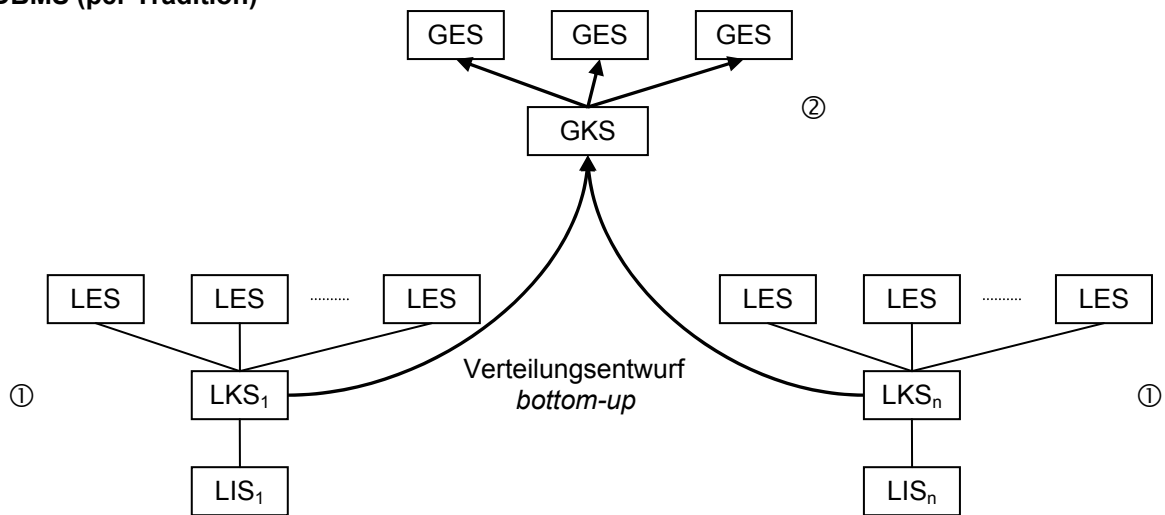 DBMS (per Tradition)
GES GES GES
②
GKS
LES LES .......... LES LES LES .......... LES
Verteilungsentwurf
bottom-up
① LKS₁ LKSₙ ①
LIS₁ LISₙ